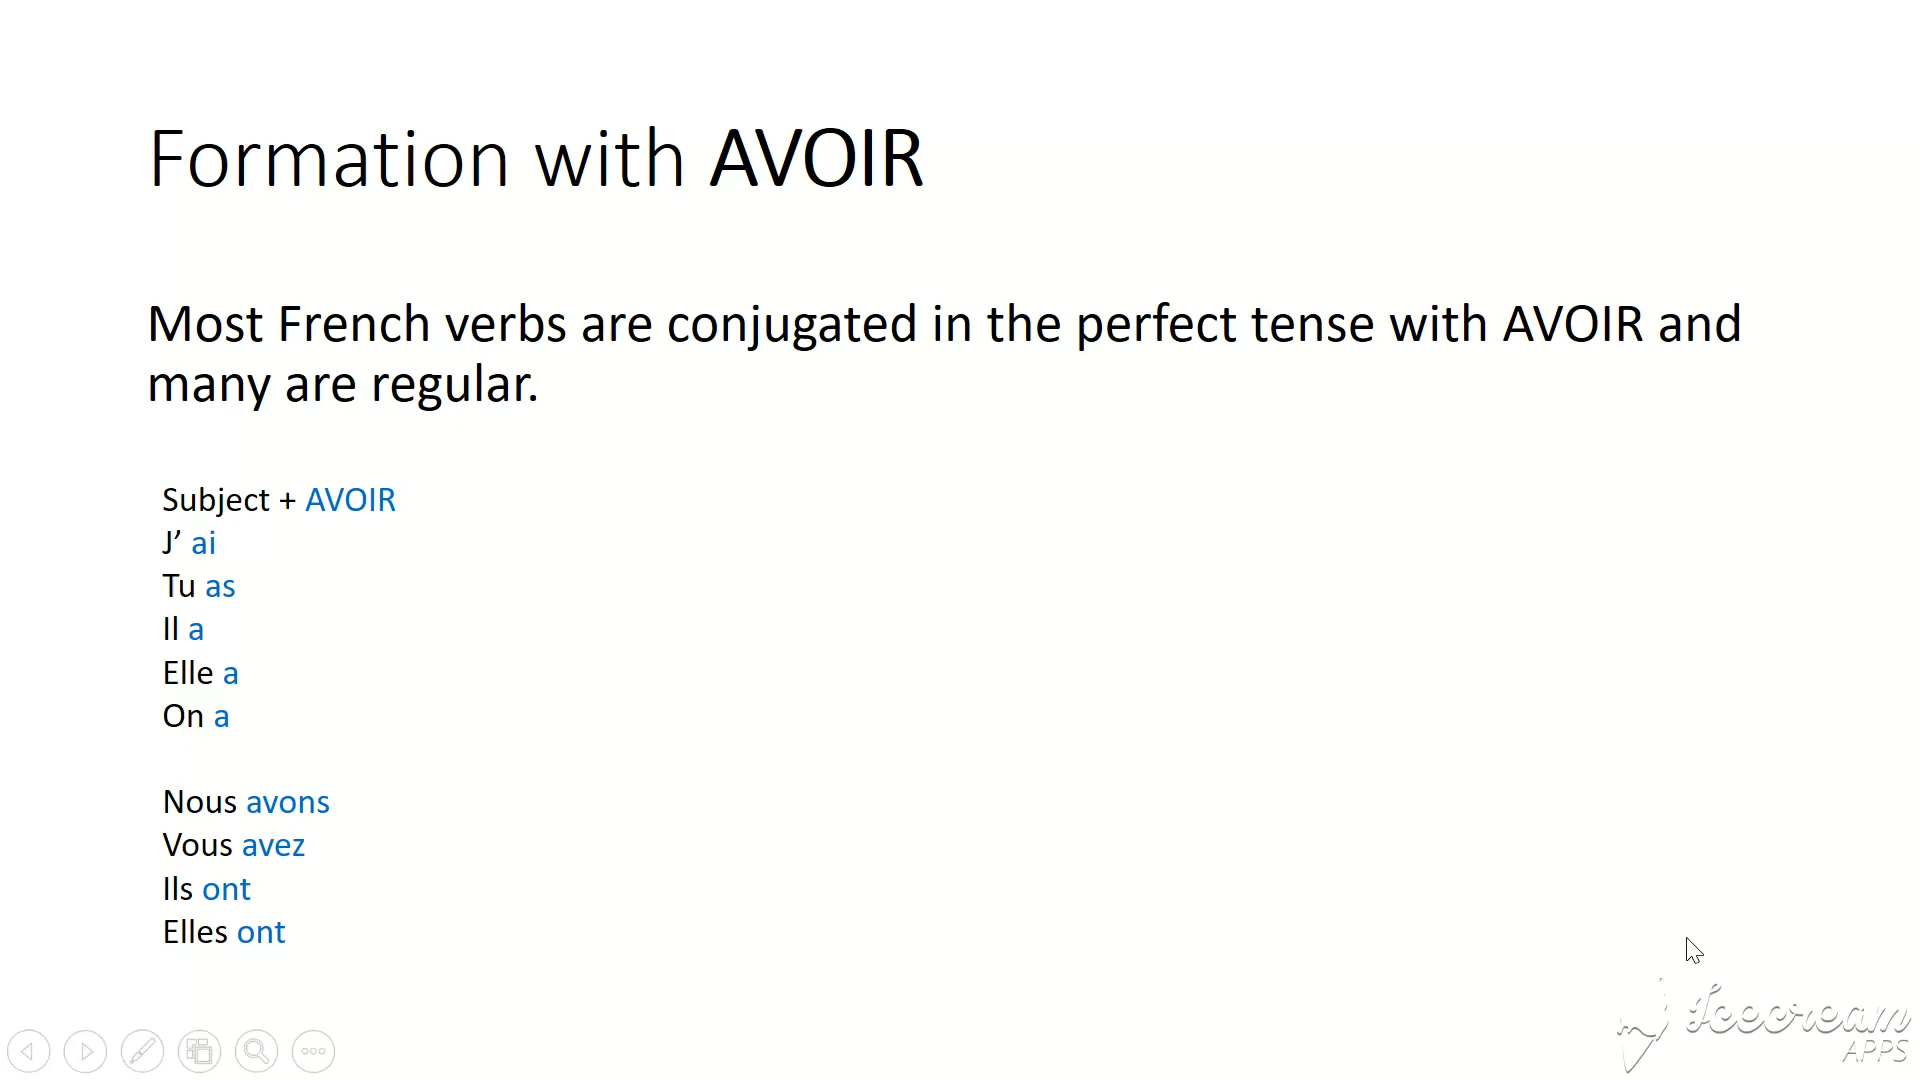 Formation with AVOIR
Most French verbs are conjugated in the perfect tense with AVOIR and
many are regular.
Subject + AVOIR
J’ ai
Tu as
Il a
Elle a
On a
Nous avons
Vous avez
Ils ont
Elles ont
Icecream
APPS